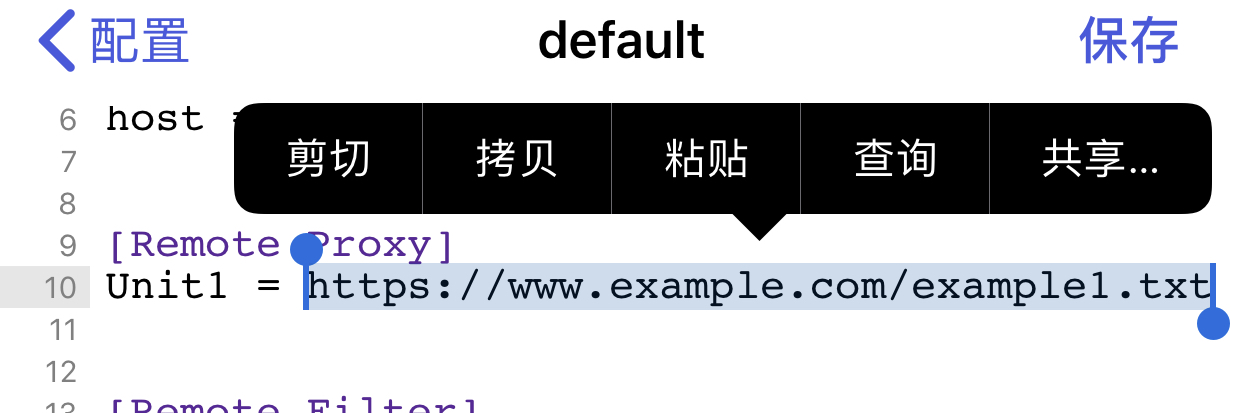 配置 default 保存
6 host =
剪切 拷贝 粘贴 查询 共享...
7
8
9 [Remote Proxy]
10 Unit1 = https://www.example.com/example1.txt
11
12
13 [Remote Filter]